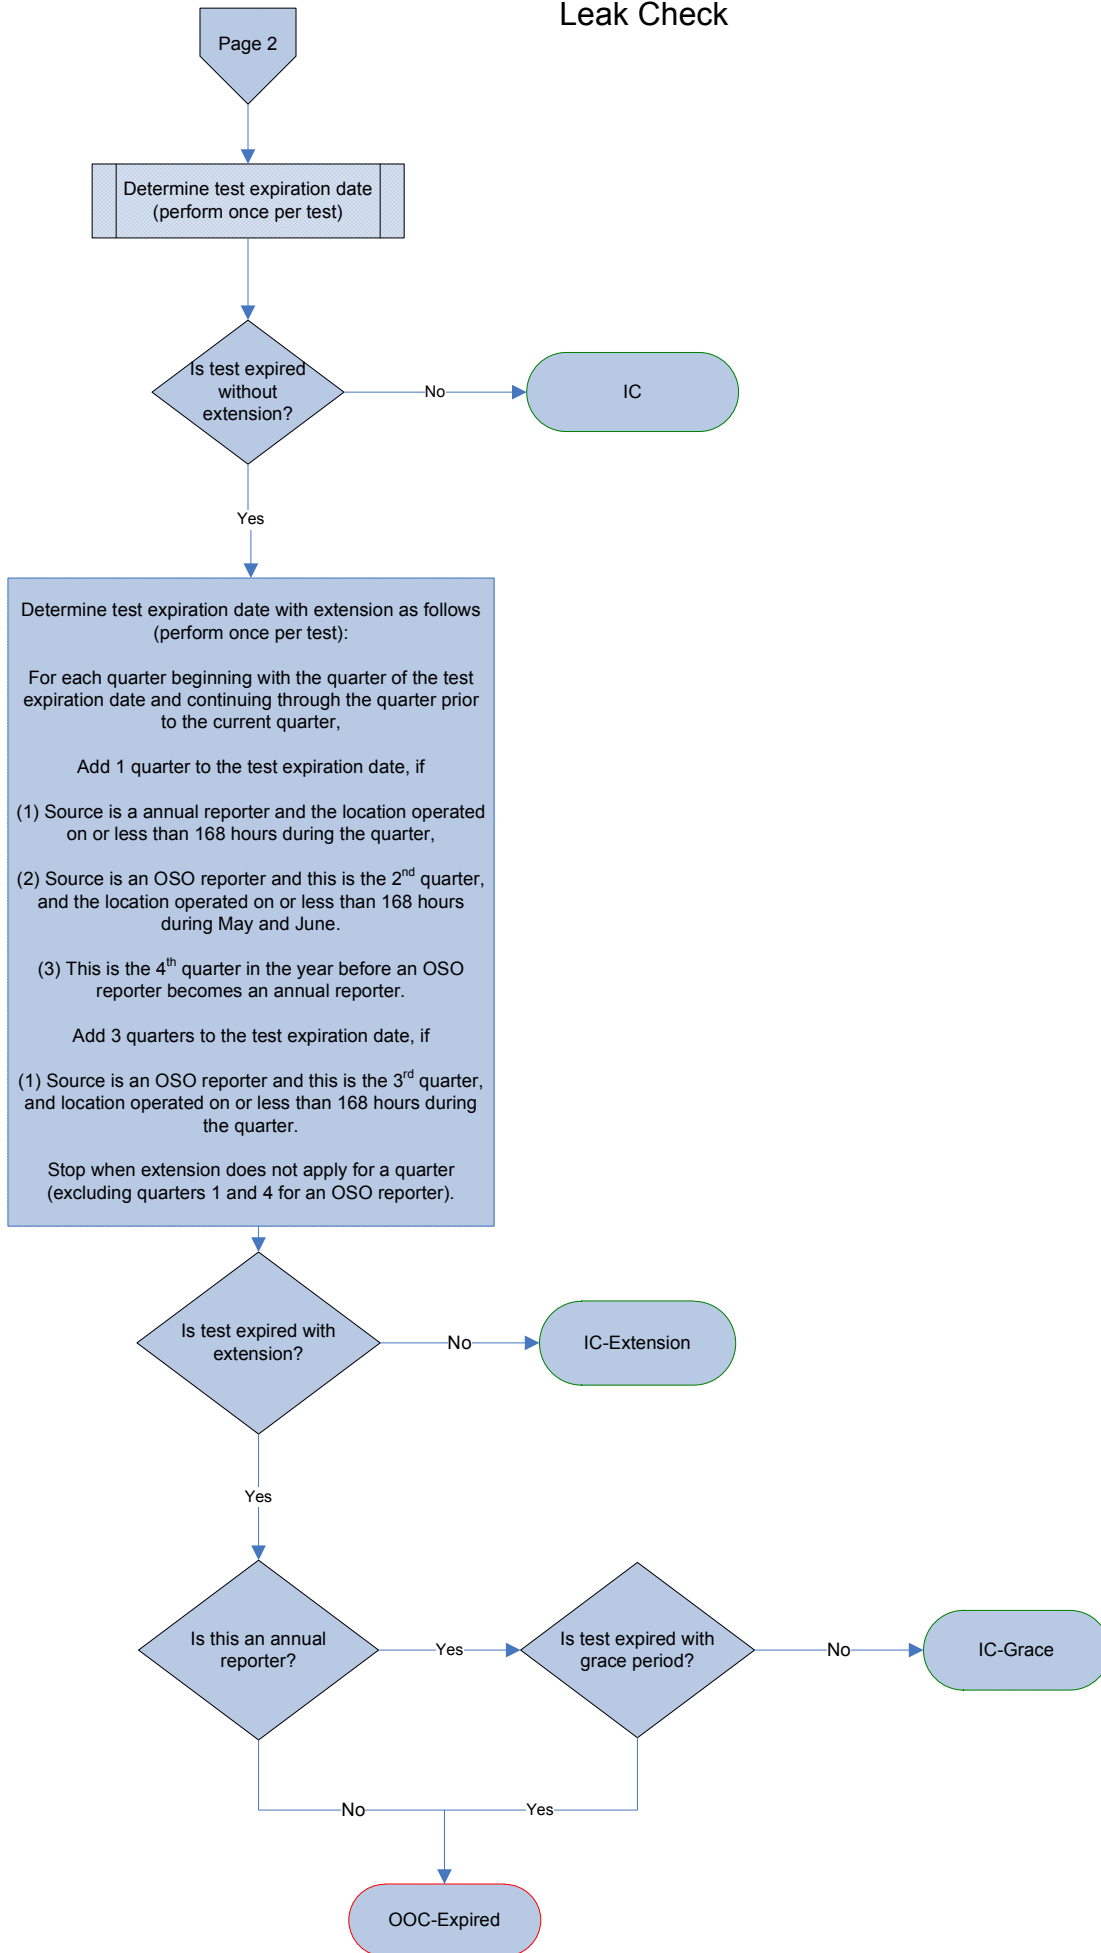 Leak Check
Page 2
Determine test expiration date
(perform once per test)
Is test expired
without
extension?
No
IC
Yes
Determine test expiration date with extension as follows
(perform once per test):
For each quarter beginning with the quarter of the test
expiration date and continuing through the quarter prior
to the current quarter,
Add 1 quarter to the test expiration date, if
(1) Source is a annual reporter and the location operated
on or less than 168 hours during the quarter,
(2) Source is an OSO reporter and this is the 2nd quarter,
and the location operated on or less than 168 hours
during May and June.
(3) This is the 4th quarter in the year before an OSO
reporter becomes an annual reporter.
Add 3 quarters to the test expiration date, if
(1) Source is an OSO reporter and this is the 3rd quarter,
and location operated on or less than 168 hours during
the quarter.
Stop when extension does not apply for a quarter
(excluding quarters 1 and 4 for an OSO reporter).
Is test expired with
extension?
No
IC-Extension
Yes
Is this an annual
reporter?
Yes
Is test expired with
grace period?
No
IC-Grace
No
Yes
OOC-Expired